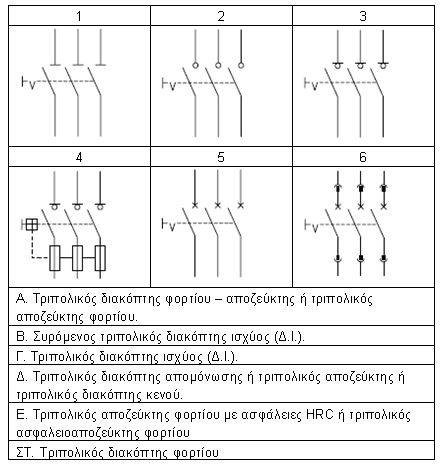 1 2 3
4 5 6
Α. Τριπολικός διακόπτης φορτίου – αποζεύκτης ή τριπολικός
αποζεύκτης φορτίου.
Β. Συρόμενος τριπολικός διακόπτης ισχύος (Δ.Ι.).
Γ. Τριπολικός διακόπτης ισχύος (Δ.Ι.).
Δ. Τριπολικός διακόπτης απομόνωσης ή τριπολικός αποζεύκτης ή
τριπολικός διακόπτης κενού.
Ε. Τριπολικός αποζεύκτης φορτίου με ασφάλειες HRC ή τριπολικός
ασφαλειοαποζεύκτης φορτίου
ΣΤ. Τριπολικός διακόπτης φορτίου